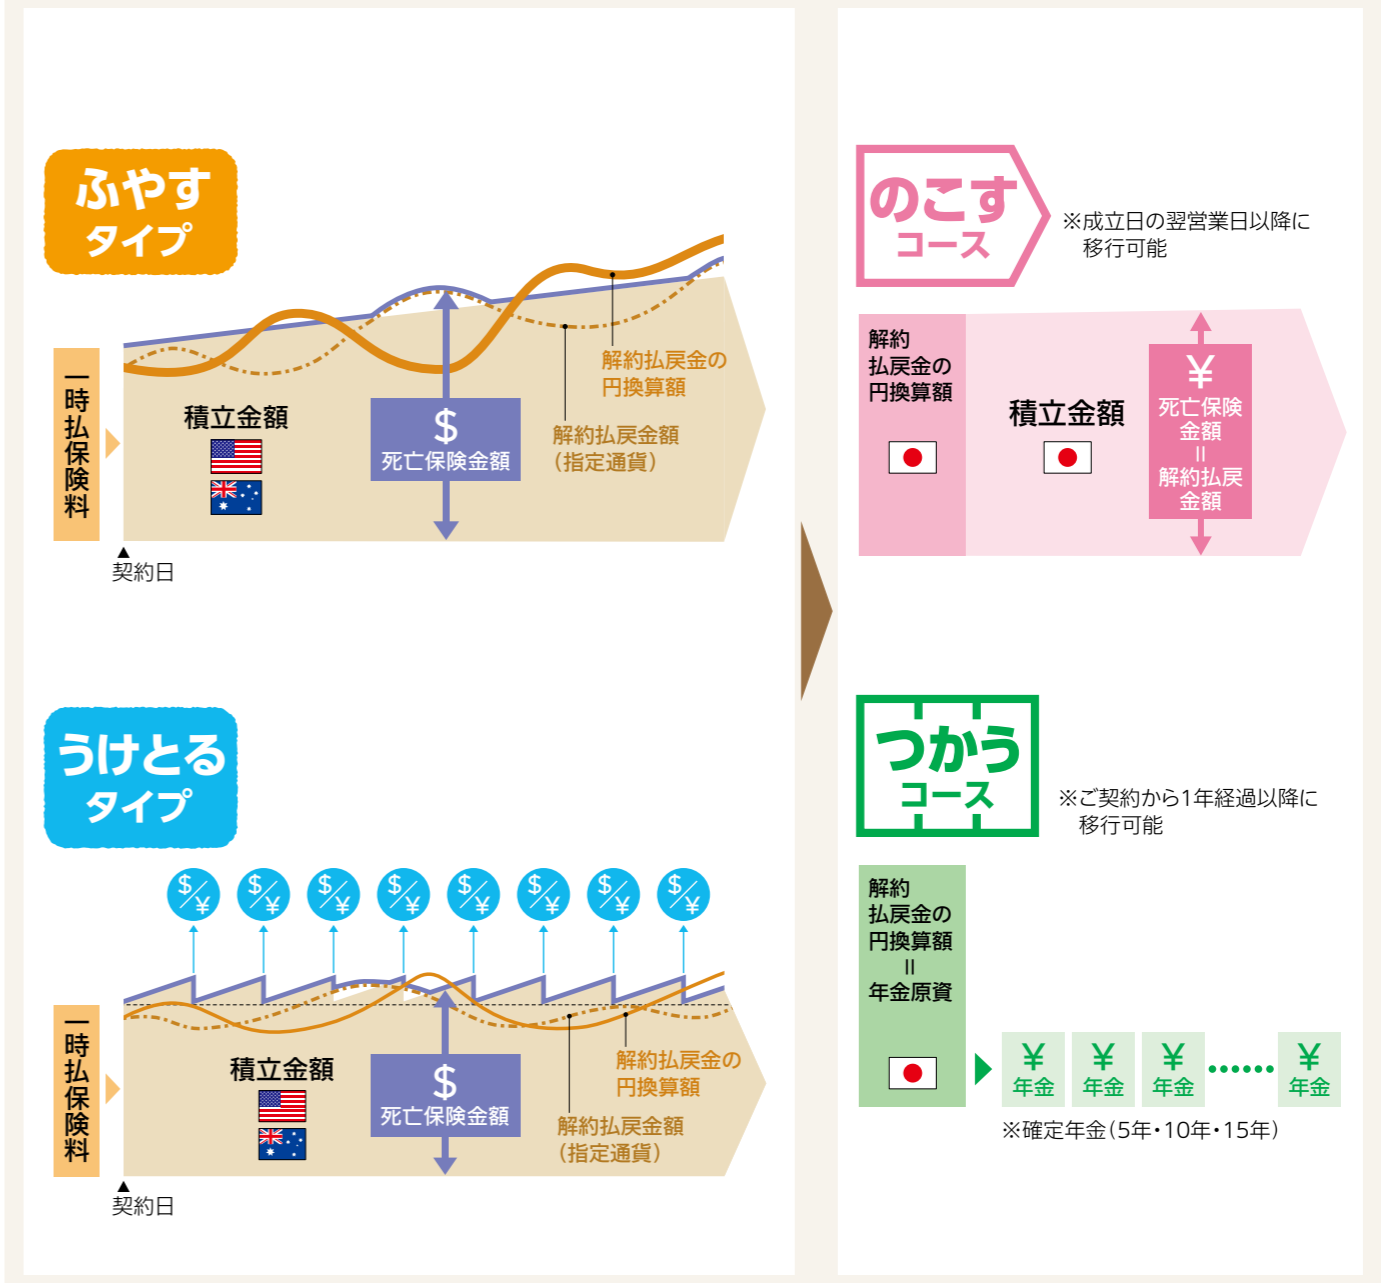 ふやす
タイプ
一時払保険料
積立金額
$
死亡保険金額
解約払戻金の
円換算額
解約払戻金額
（指定通貨）
▲
契約日
うけとる
タイプ
$/¥
$/¥
$/¥
$/¥
$/¥
$/¥
$/¥
$/¥
一時払保険料
積立金額
$
死亡保険金額
解約払戻金の
円換算額
解約払戻金額
（指定通貨）
▲
契約日
のこす
コース
※成立日の翌営業日以降に
移行可能
解約
払戻金の
円換算額
積立金額
¥
死亡保険
金額
＝
解約払戻
金額
つかう
コース
※ご契約から1年経過以降に
移行可能
解約
払戻金の
円換算額
＝
年金原資
¥
年金
¥
年金
¥
年金
¥
年金
※確定年金（5年・10年・15年）